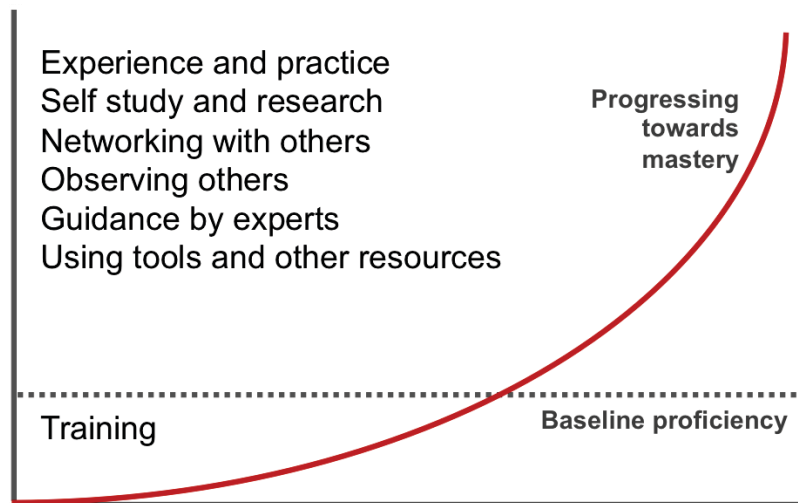 Experience and practice
Self study and research
Networking with others
Observing others
Guidance by experts
Using tools and other resources
Progressing
towards
mastery
Training
Baseline proficiency